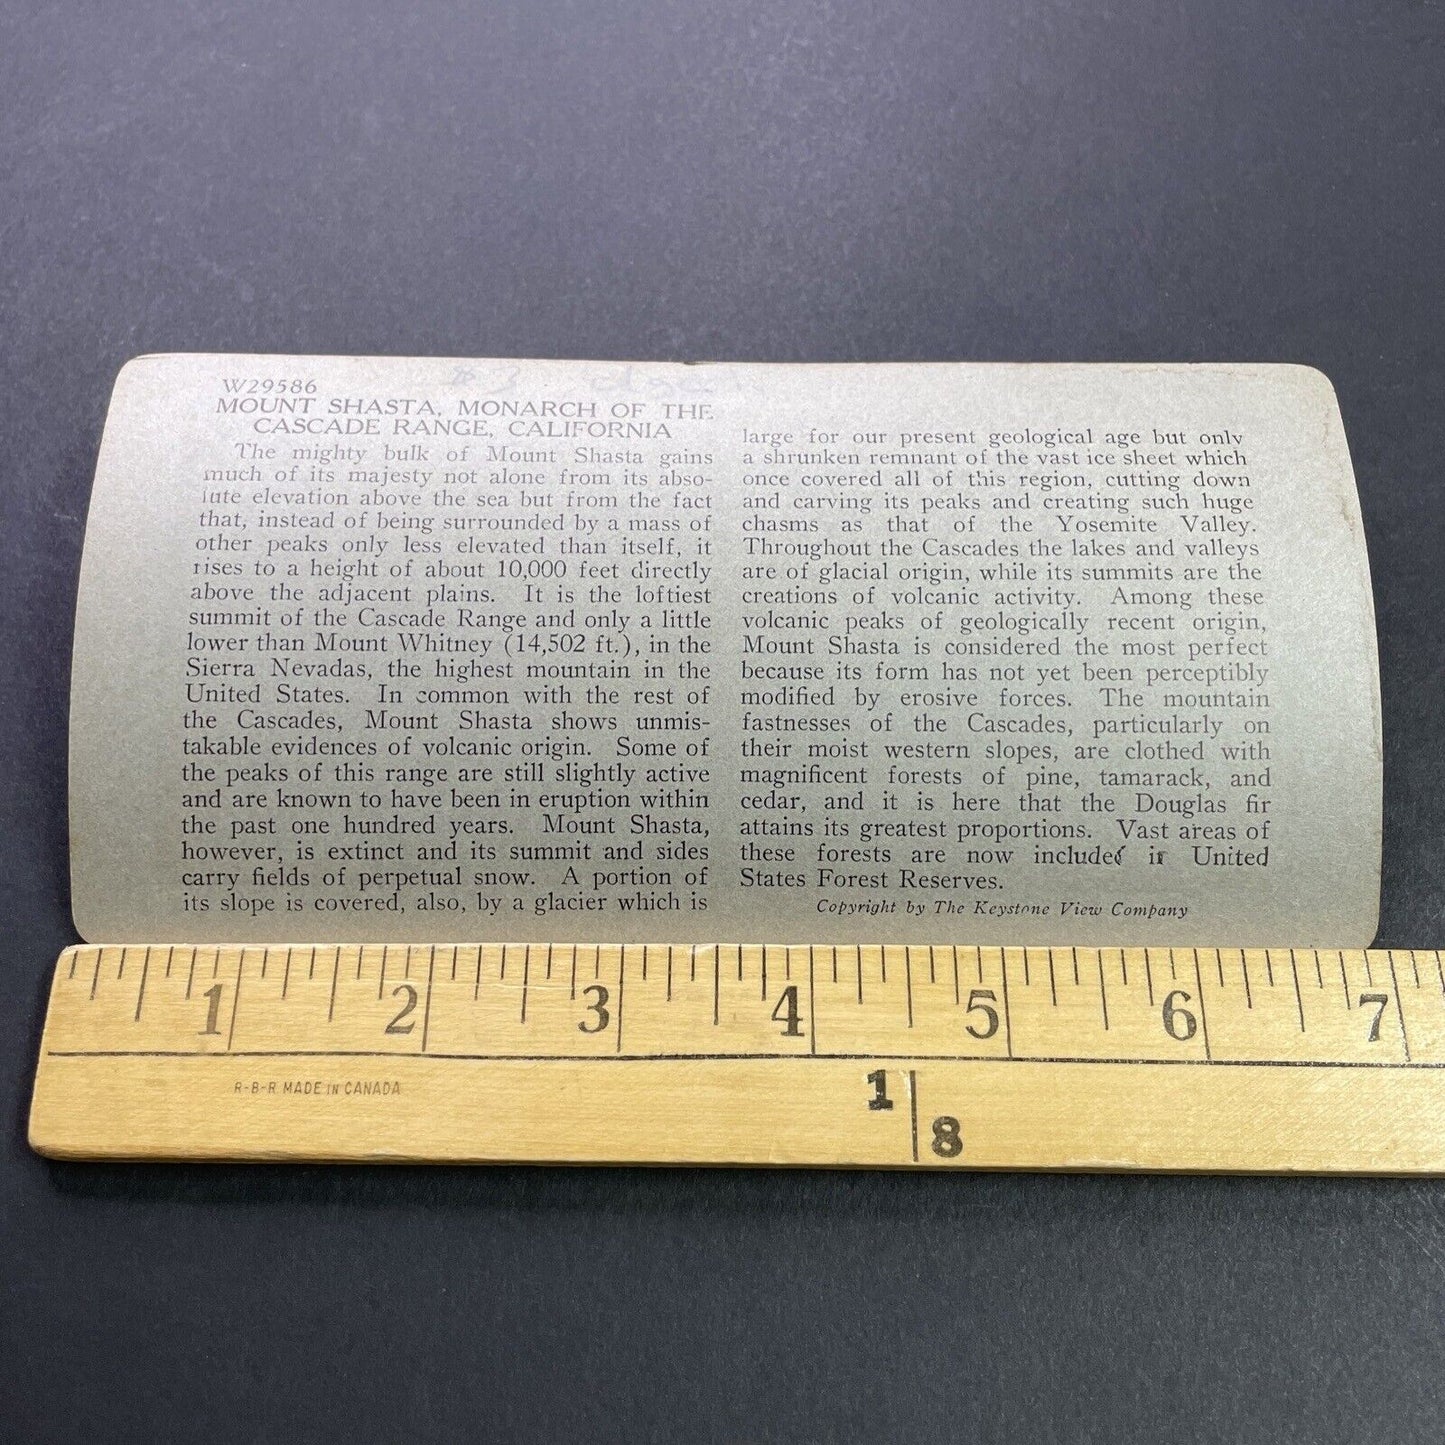 #3
W29586
MOUNT SHASTA, MONARCH OF THE
CASCADE RANGE, CALIFORNIA
The mighty bulk of Mount Shasta gains
much of its majesty not alone from its abso-
lute elevation above the sea but from the fact
that, instead of being surrounded by a mass of
other peaks only less elevated than itself, it
rises to a height of about 10,000 feet directly
above the adjacent plains. It is the loftiest
summit of the Cascade Range and only a little
lower than Mount Whitney (14,502 ft.), in the
Sierra Nevadas, the highest mountain in the
United States. In common with the rest of
the Cascades, Mount Shasta shows unmis-
takable evidences of volcanic origin. Some of
the peaks of this range are still slightly active
and are known to have been in eruption within
the past one hundred years. Mount Shasta,
however, is extinct and its summit and sides
carry fields of perpetual snow. A portion of
its slope is covered, also, by a glacier which is
large for our present geological age but only
a shrunken remnant of the vast ice sheet which
once covered all of this region, cutting down
and carving its peaks and creating such huge
chasms as that of the Yosemite Valley.
Throughout the Cascades the lakes and valleys
are of glacial origin, while its summits are the
creations of volcanic activity. Among these
volcanic peaks of geologically recent origin,
Mount Shasta is considered the most perfect
because its form has not yet been perceptibly
modified by erosive forces. The mountain
fastnesses of the Cascades, particularly on
their moist western slopes, are clothed with
magnificent forests of pine, tamarack, and
cedar, and it is here that the Douglas fir
attains its greatest proportions. Vast areas of
these forests are now included in United
States Forest Reserves.
Copyright by The Keystone View Company
1 2 3 4 5 6 7
R-B-R MADE IN CANADA
1
8